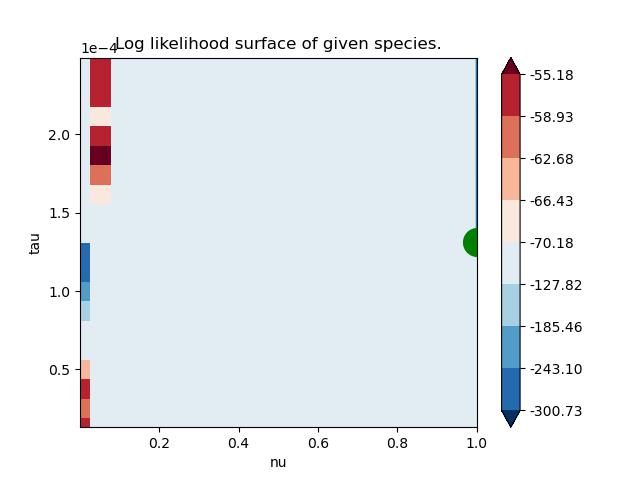 Log likelihood surface of given species.
1e−4
2.0
1.5
1.0
0.5
tau
0.2 0.4 0.6 0.8 1.0
nu
-55.18
-58.93
-62.68
-66.43
-70.18
-127.82
-185.46
-243.10
-300.73